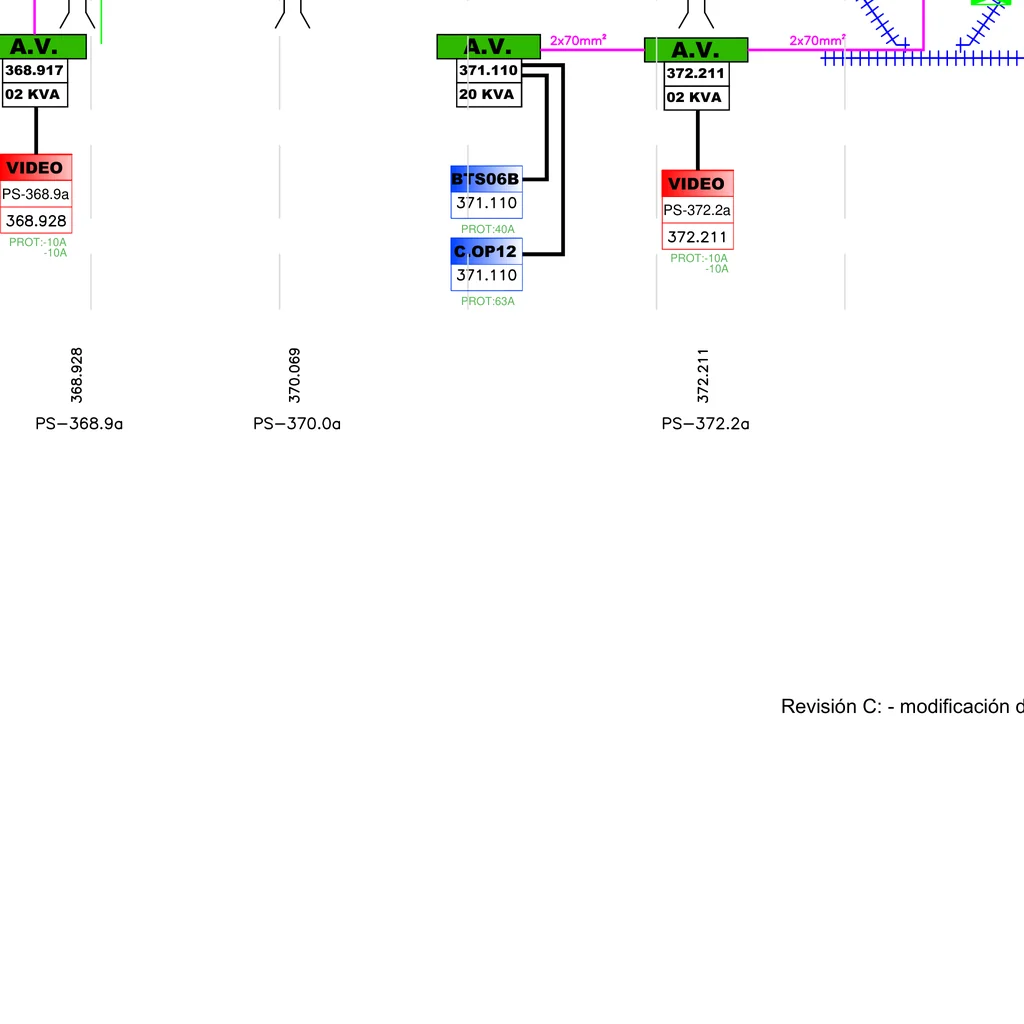 A.V.
368.917
02 KVA
VIDEO
PS-368.9a
368.928
PROT:-10A
-10A
A.V.
371.110
20 KVA
BTS06B
371.110
PROT:40A
C.OP12
371.110
PROT:63A
2x70mm²
A.V.
372.211
02 KVA
VIDEO
PS-372.2a
372.211
PROT:-10A
-10A
2x70mm²
368.928
PS-368.9a
370.069
PS-370.0a
372.211
PS-372.2a
Revisión C: - modificación d